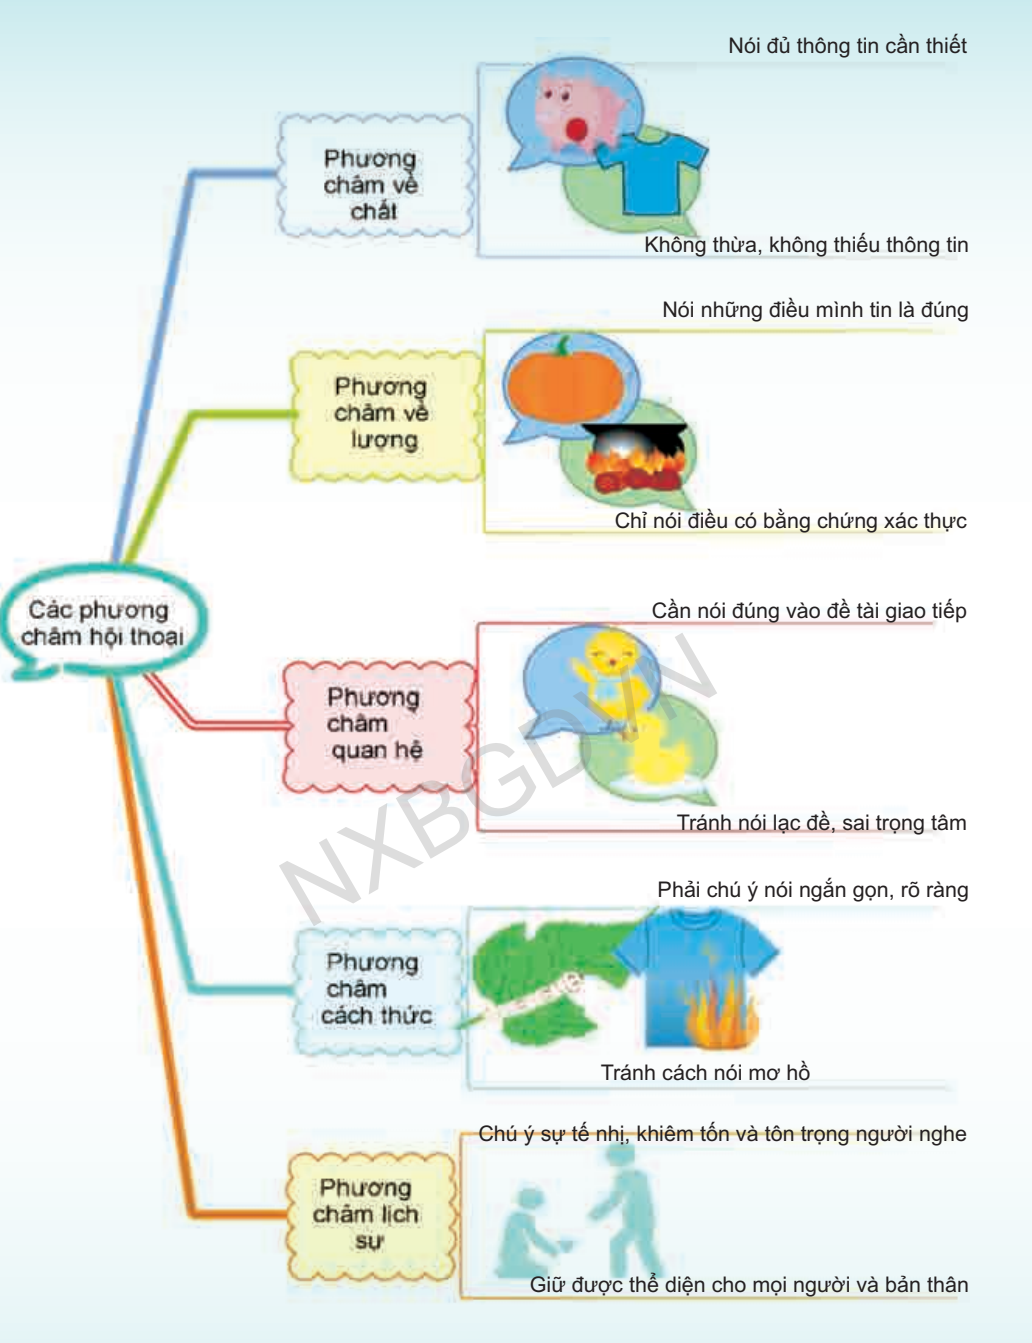 Nói đủ thông tin cần thiết
Phương
châm về
chất
Không thừa, không thiếu thông tin
Nói những điều mình tin là đúng
Phương
châm về
lượng
Chỉ nói điều có bằng chứng xác thực
Các phương
châm hội thoại
Cần nói đúng vào đề tài giao tiếp
Phương
châm
quan hệ
Tránh nói lạc đề, sai trọng tâm
NXBGDVN
Phải chú ý nói ngắn gọn, rõ ràng
Phương
châm
cách thức
Tránh cách nói mơ hồ
Chú ý sự tế nhị, khiêm tốn và tôn trọng người nghe
Phương
châm lịch
sự
Giữ được thể diện cho mọi người và bản thân